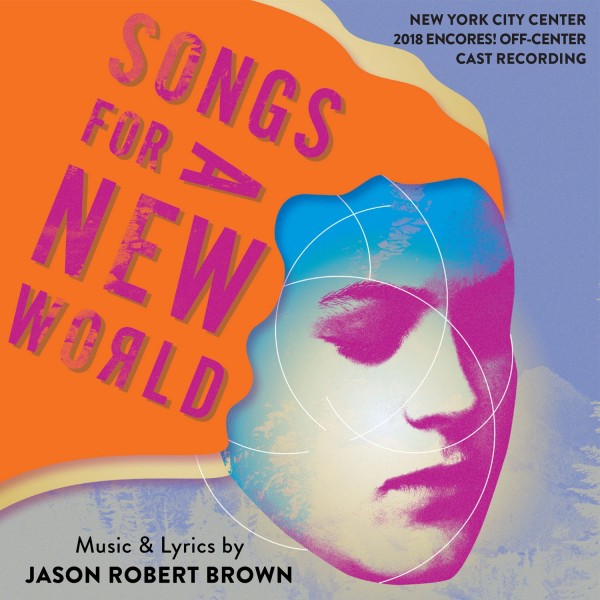 NEW YORK CITY CENTER
2018 ENCORES! OFF-CENTER
CAST RECORDING
SONGS
FOR A
NEW
WORLD
Music & Lyrics by
JASON ROBERT BROWN